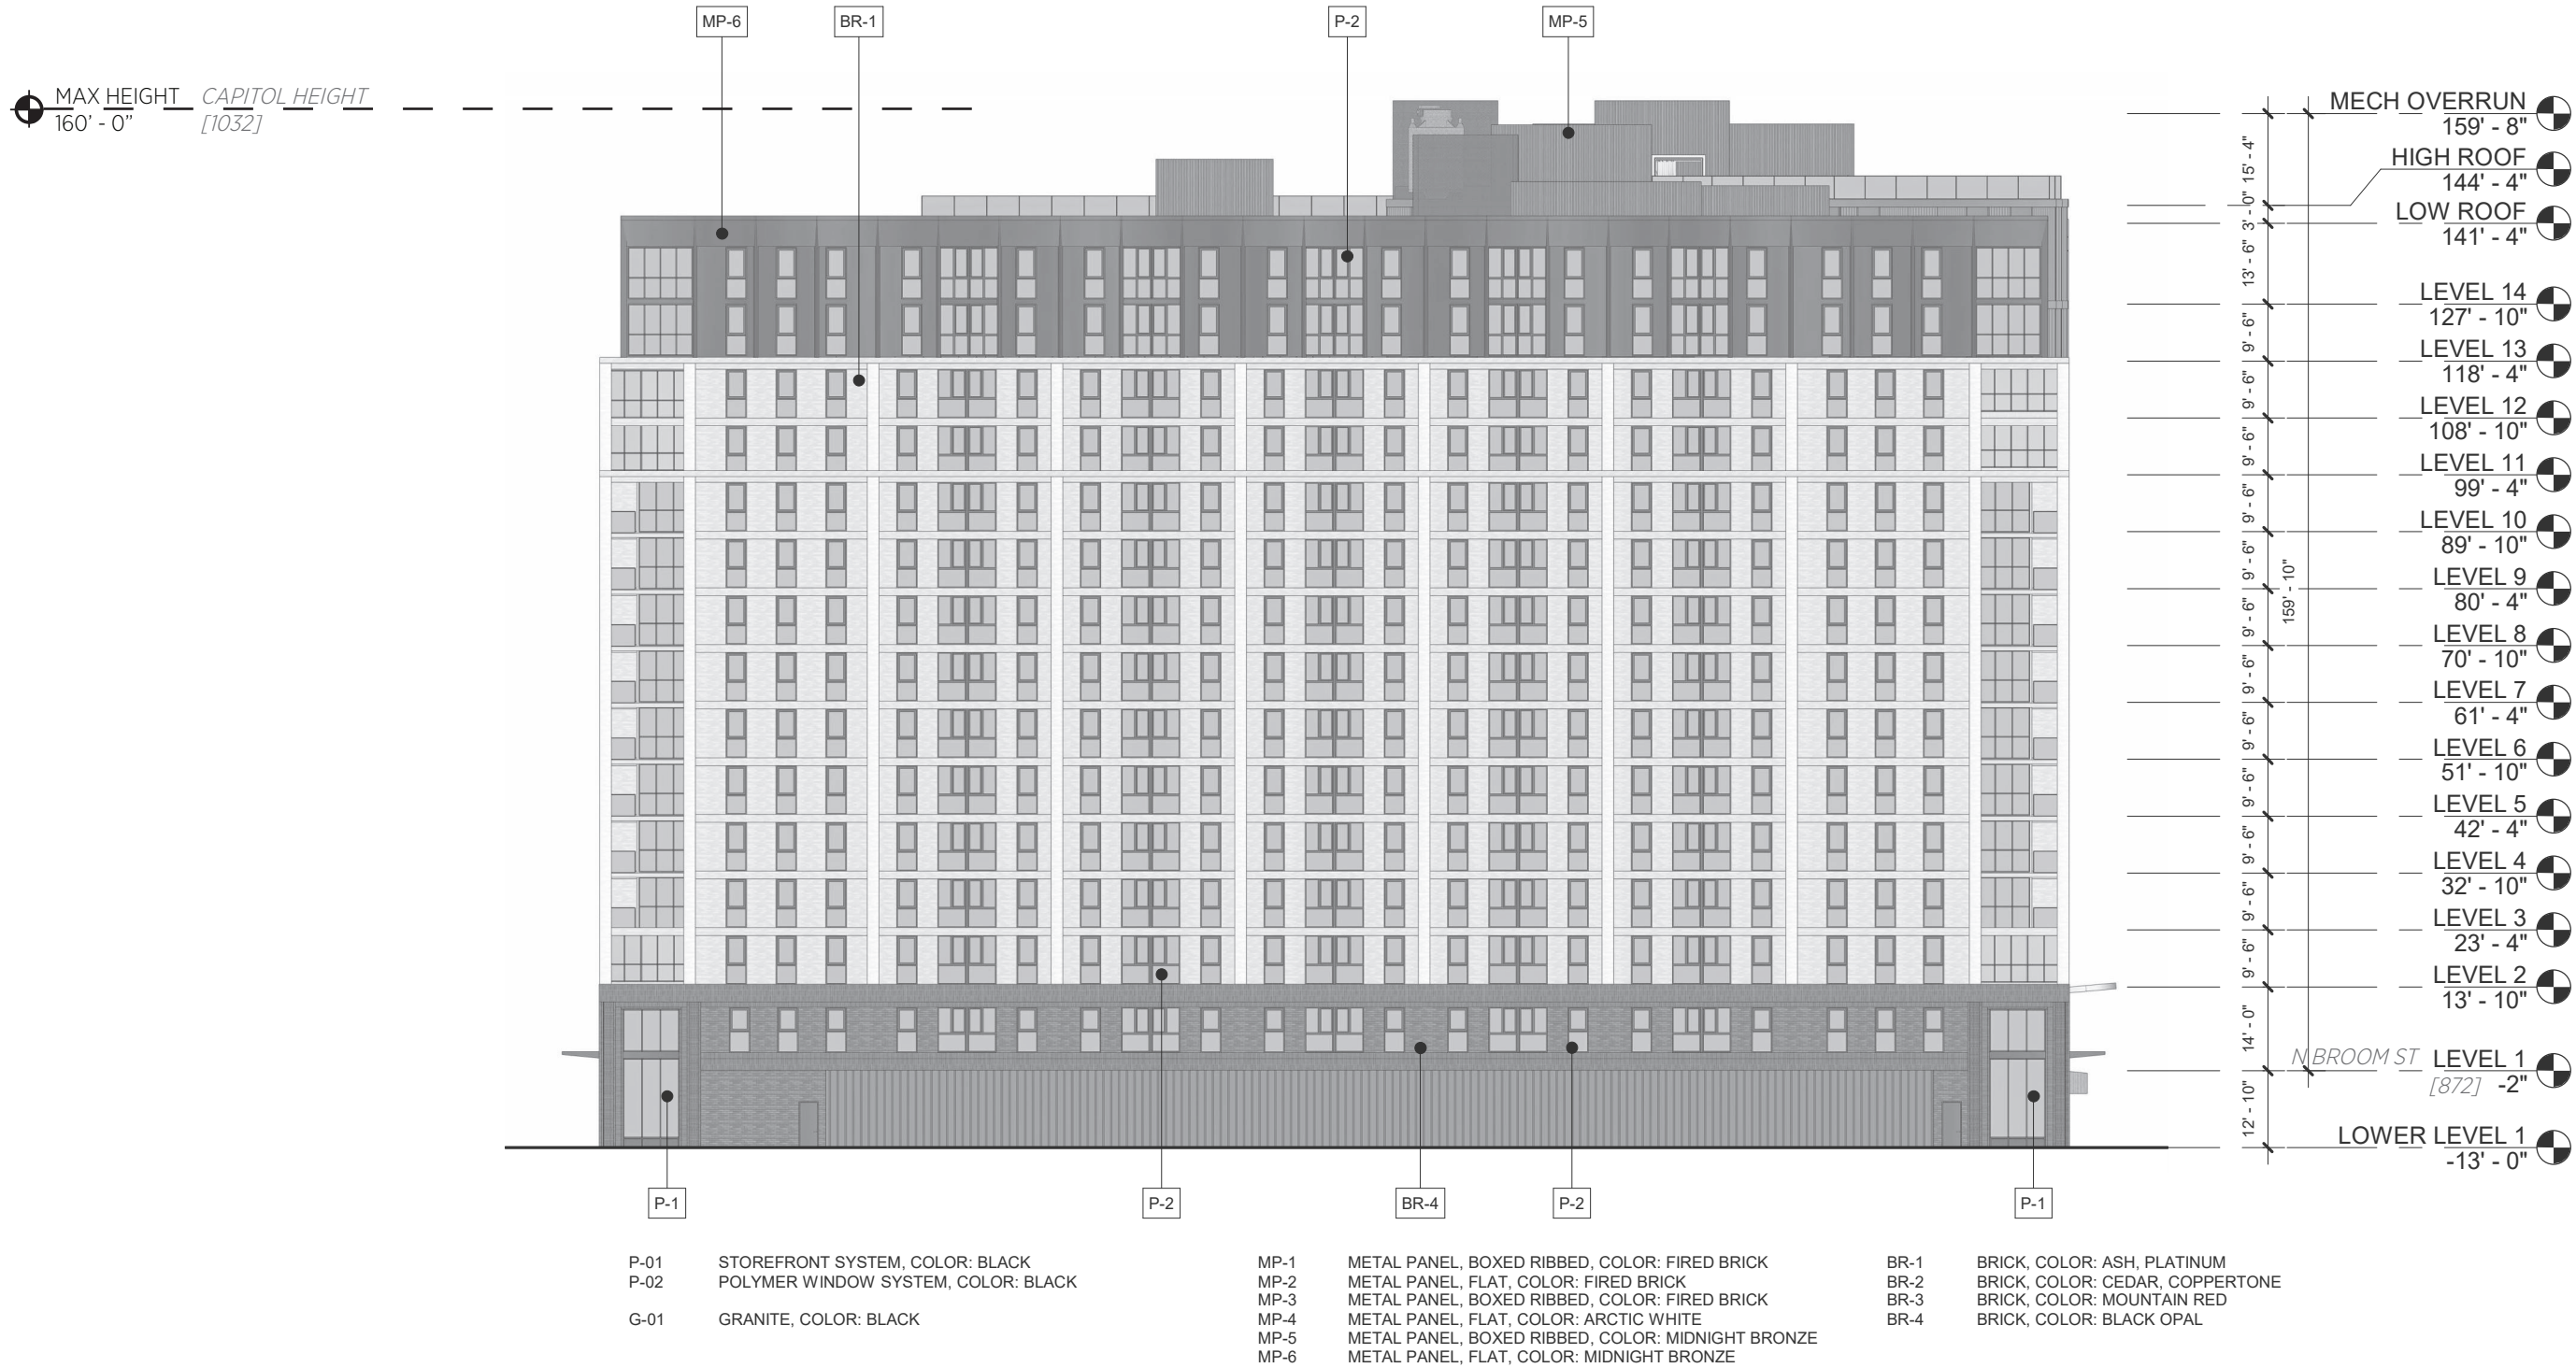 MP-6 BR-1 P-2 MP-5
MAX HEIGHT CAPITOL HEIGHT
160' - 0” [1032]
MECH OVERRUN
159' - 8"
HIGH ROOF
144' - 4"
LOW ROOF
141' - 4"
LEVEL 14
127' - 10"
LEVEL 13
118' - 4"
LEVEL 12
108' - 10"
LEVEL 11
99' - 4"
LEVEL 10
89' - 10"
LEVEL 9
80' - 4"
LEVEL 8
70' - 10"
LEVEL 7
61' - 4"
LEVEL 6
51' - 10"
LEVEL 5
42' - 4"
LEVEL 4
32' - 10"
LEVEL 3
23' - 4"
LEVEL 2
13' - 10"
N BROOM ST LEVEL 1
[872] -2"
LOWER LEVEL 1
-13' - 0"
15' - 4"
3' - 0"
13' - 6"
9' - 6"
9' - 6"
9' - 6"
9' - 6"
9' - 6"
9' - 6"
9' - 6"
9' - 6"
9' - 6"
9' - 6"
9' - 6"
9' - 6"
14' - 0"
12' - 10"
159' - 10"
P-1 P-2 BR-4 P-2 P-1
P-01 STOREFRONT SYSTEM, COLOR: BLACK
P-02 POLYMER WINDOW SYSTEM, COLOR: BLACK
G-01 GRANITE, COLOR: BLACK
MP-1 METAL PANEL, BOXED RIBBED, COLOR: FIRED BRICK
MP-2 METAL PANEL, FLAT, COLOR: FIRED BRICK
MP-3 METAL PANEL, BOXED RIBBED, COLOR: FIRED BRICK
MP-4 METAL PANEL, FLAT, COLOR: ARCTIC WHITE
MP-5 METAL PANEL, BOXED RIBBED, COLOR: MIDNIGHT BRONZE
MP-6 METAL PANEL, FLAT, COLOR: MIDNIGHT BRONZE
BR-1 BRICK, COLOR: ASH, PLATINUM
BR-2 BRICK, COLOR: CEDAR, COPPERTONE
BR-3 BRICK, COLOR: MOUNTAIN RED
BR-4 BRICK, COLOR: BLACK OPAL